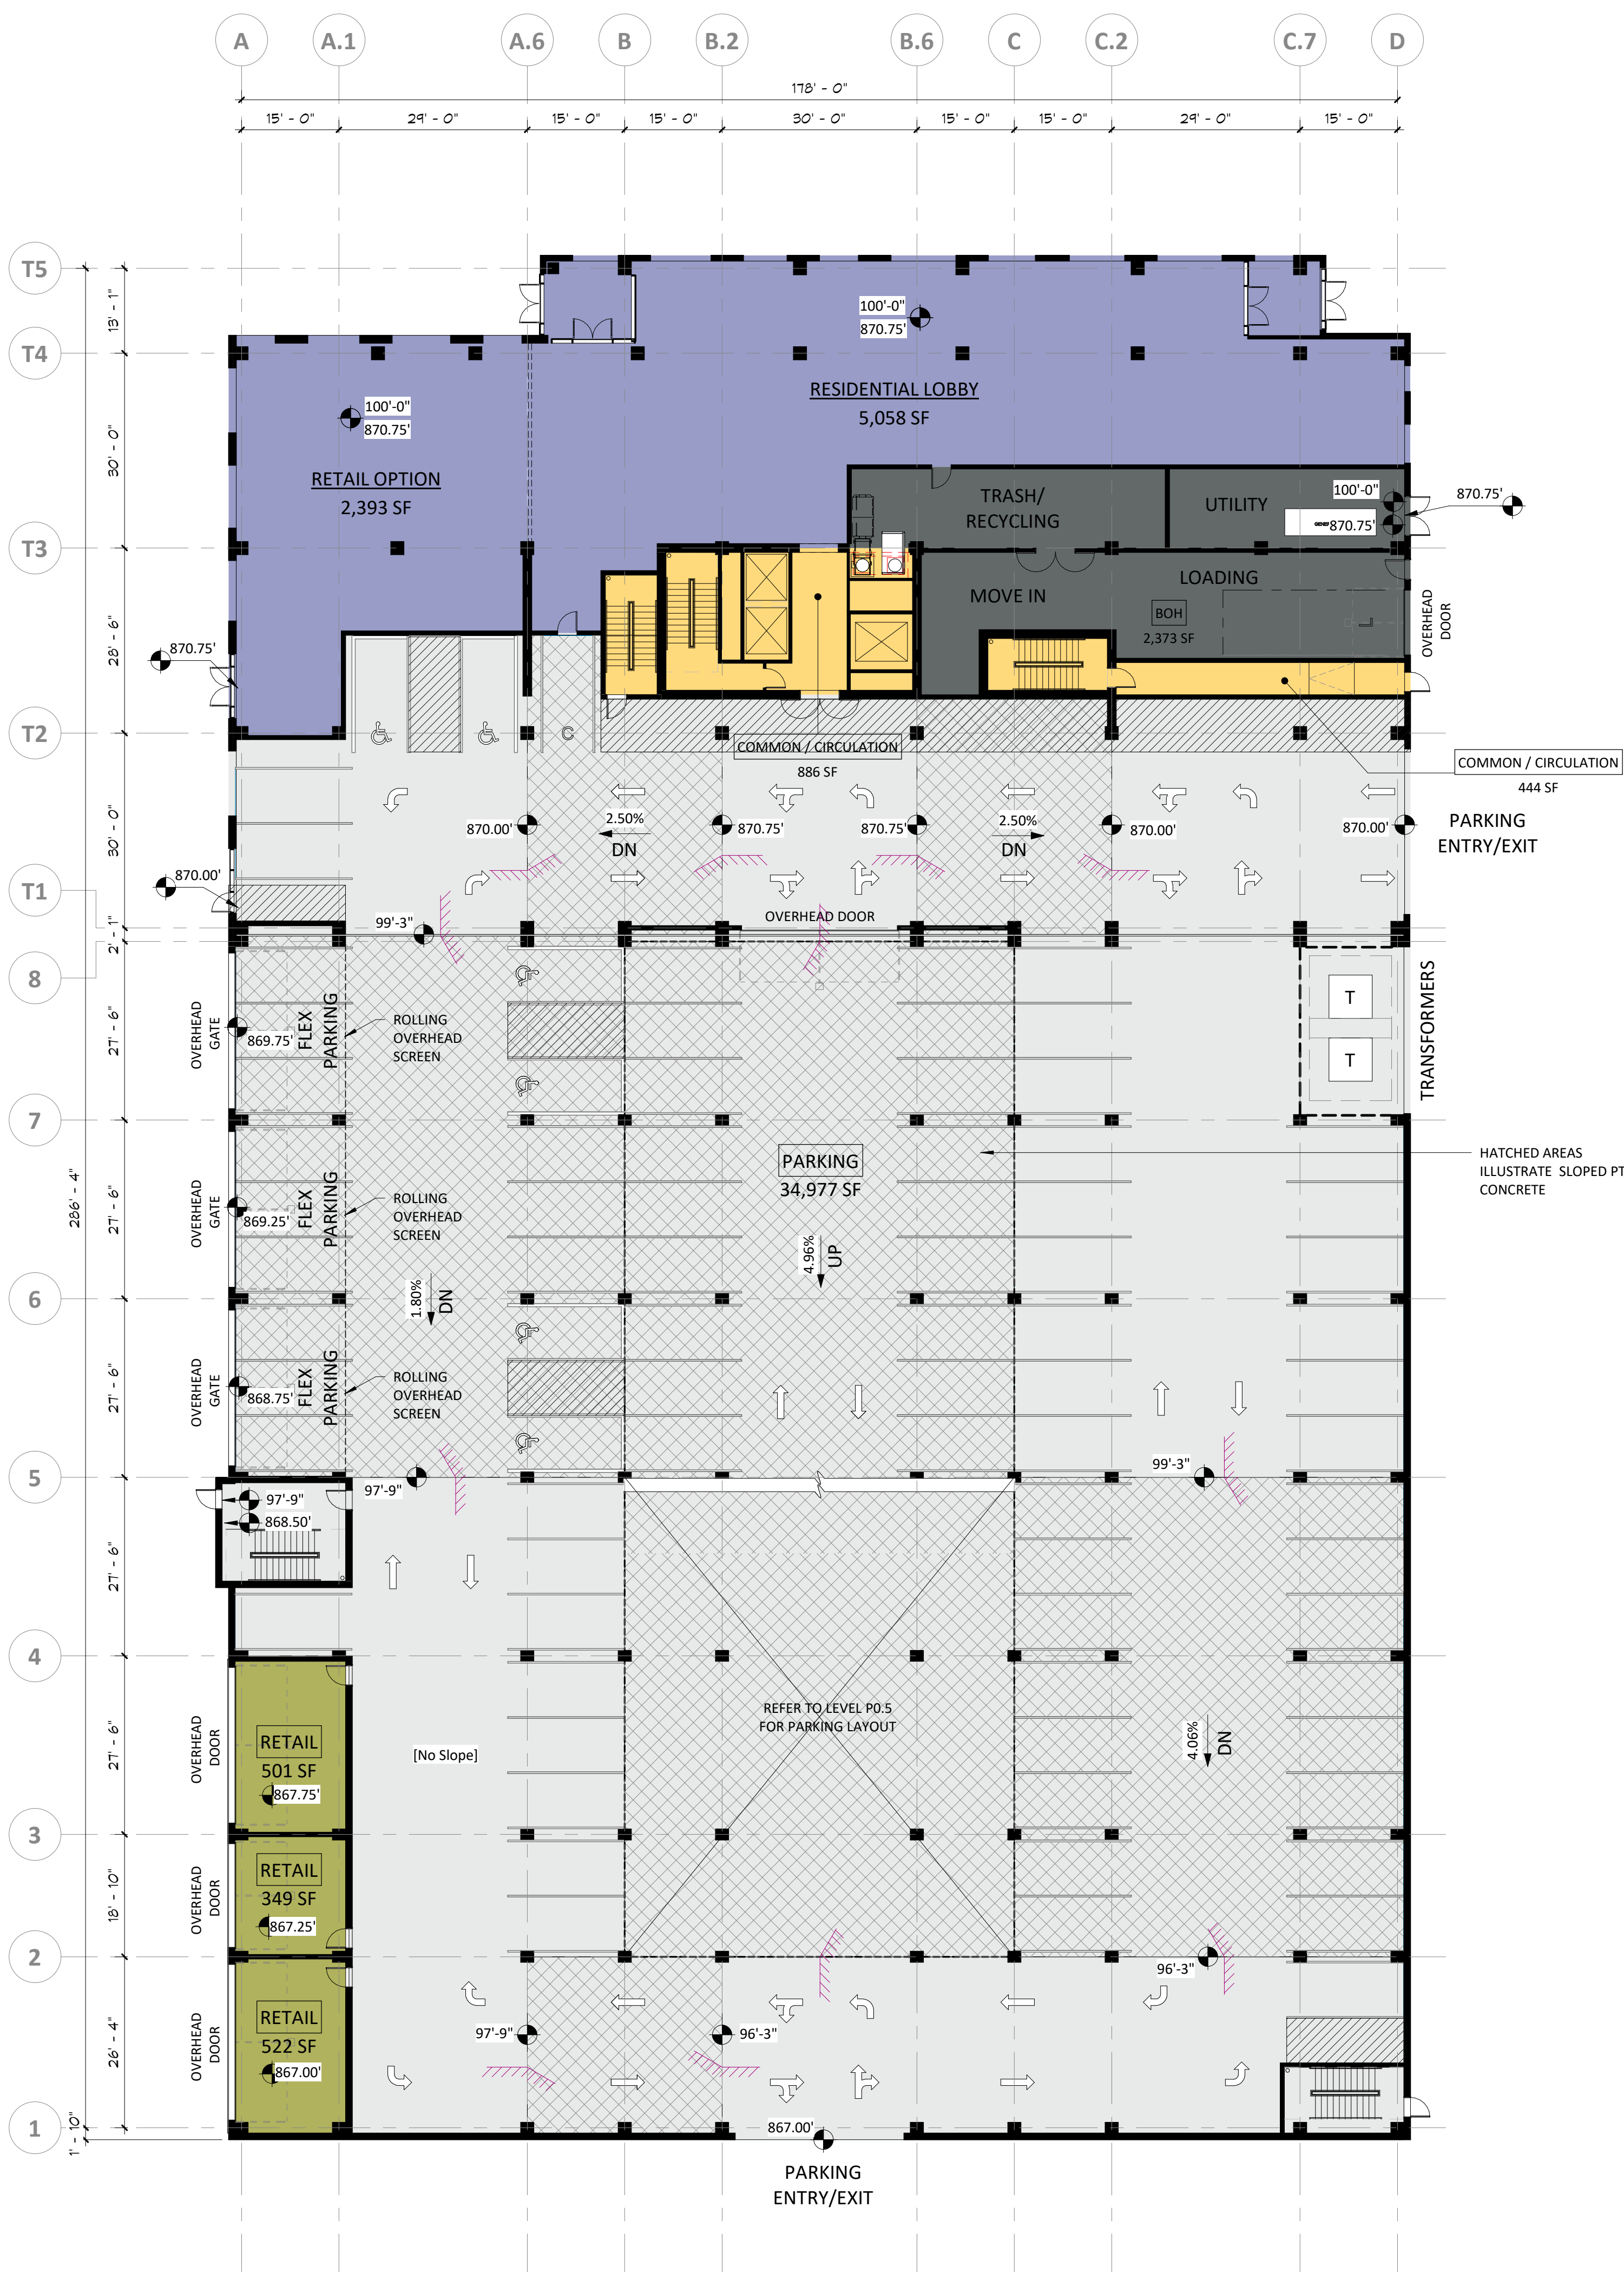 A A.1 A.6 B B.2 B.6 C C.2 C.7 D
178' - 0"
15' - 0" 29' - 0" 15' - 0" 15' - 0" 30' - 0" 15' - 0" 15' - 0" 29' - 0" 15' - 0"
T5
13' - 1"
100'-0"
870.75'
T4
RESIDENTIAL LOBBY
5,058 SF
100'-0"
870.75'
30' - 0"
RETAIL OPTION
2,393 SF
TRASH/
RECYCLING
UTILITY
100'-0"
870.75'
870.75'
T3
LOADING
MOVE IN
BOH
2,373 SF
OVERHEAD
DOOR
28' - 6"
870.75'
T2
C
COMMON / CIRCULATION
886 SF
COMMON / CIRCULATION
444 SF
30' - 0"
870.00'
2.50%
DN
870.75'
870.75'
2.50%
DN
870.00'
870.00'
PARKING
ENTRY/EXIT
T1
870.00'
99'-3"
OVERHEAD DOOR
2' - 1"
8
27' - 6"
OVERHEAD
GATE
869.75'
FLEX
PARKING
ROLLING
OVERHEAD
SCREEN
T
T
TRANSFORMERS
7
286' - 4"
27' - 6"
OVERHEAD
GATE
869.25'
FLEX
PARKING
ROLLING
OVERHEAD
SCREEN
PARKING
34,977 SF
HATCHED AREAS
ILLUSTRATE SLOPED PT
CONCRETE
4.96%
UP
6
1.80%
DN
27' - 6"
OVERHEAD
GATE
868.75'
FLEX
PARKING
ROLLING
OVERHEAD
SCREEN
5
97'-9"
99'-3"
97'-9"
868.50'
27' - 6"
4
27' - 6"
OVERHEAD
DOOR
RETAIL
501 SF
867.75'
[No Slope]
REFER TO LEVEL P0.5
FOR PARKING LAYOUT
4.06%
DN
3
18' - 10"
OVERHEAD
DOOR
RETAIL
349 SF
867.25'
2
96'-3"
26' - 4"
OVERHEAD
DOOR
RETAIL
522 SF
867.00'
97'-9"
96'-3"
1
1' - 10"
867.00'
PARKING
ENTRY/EXIT